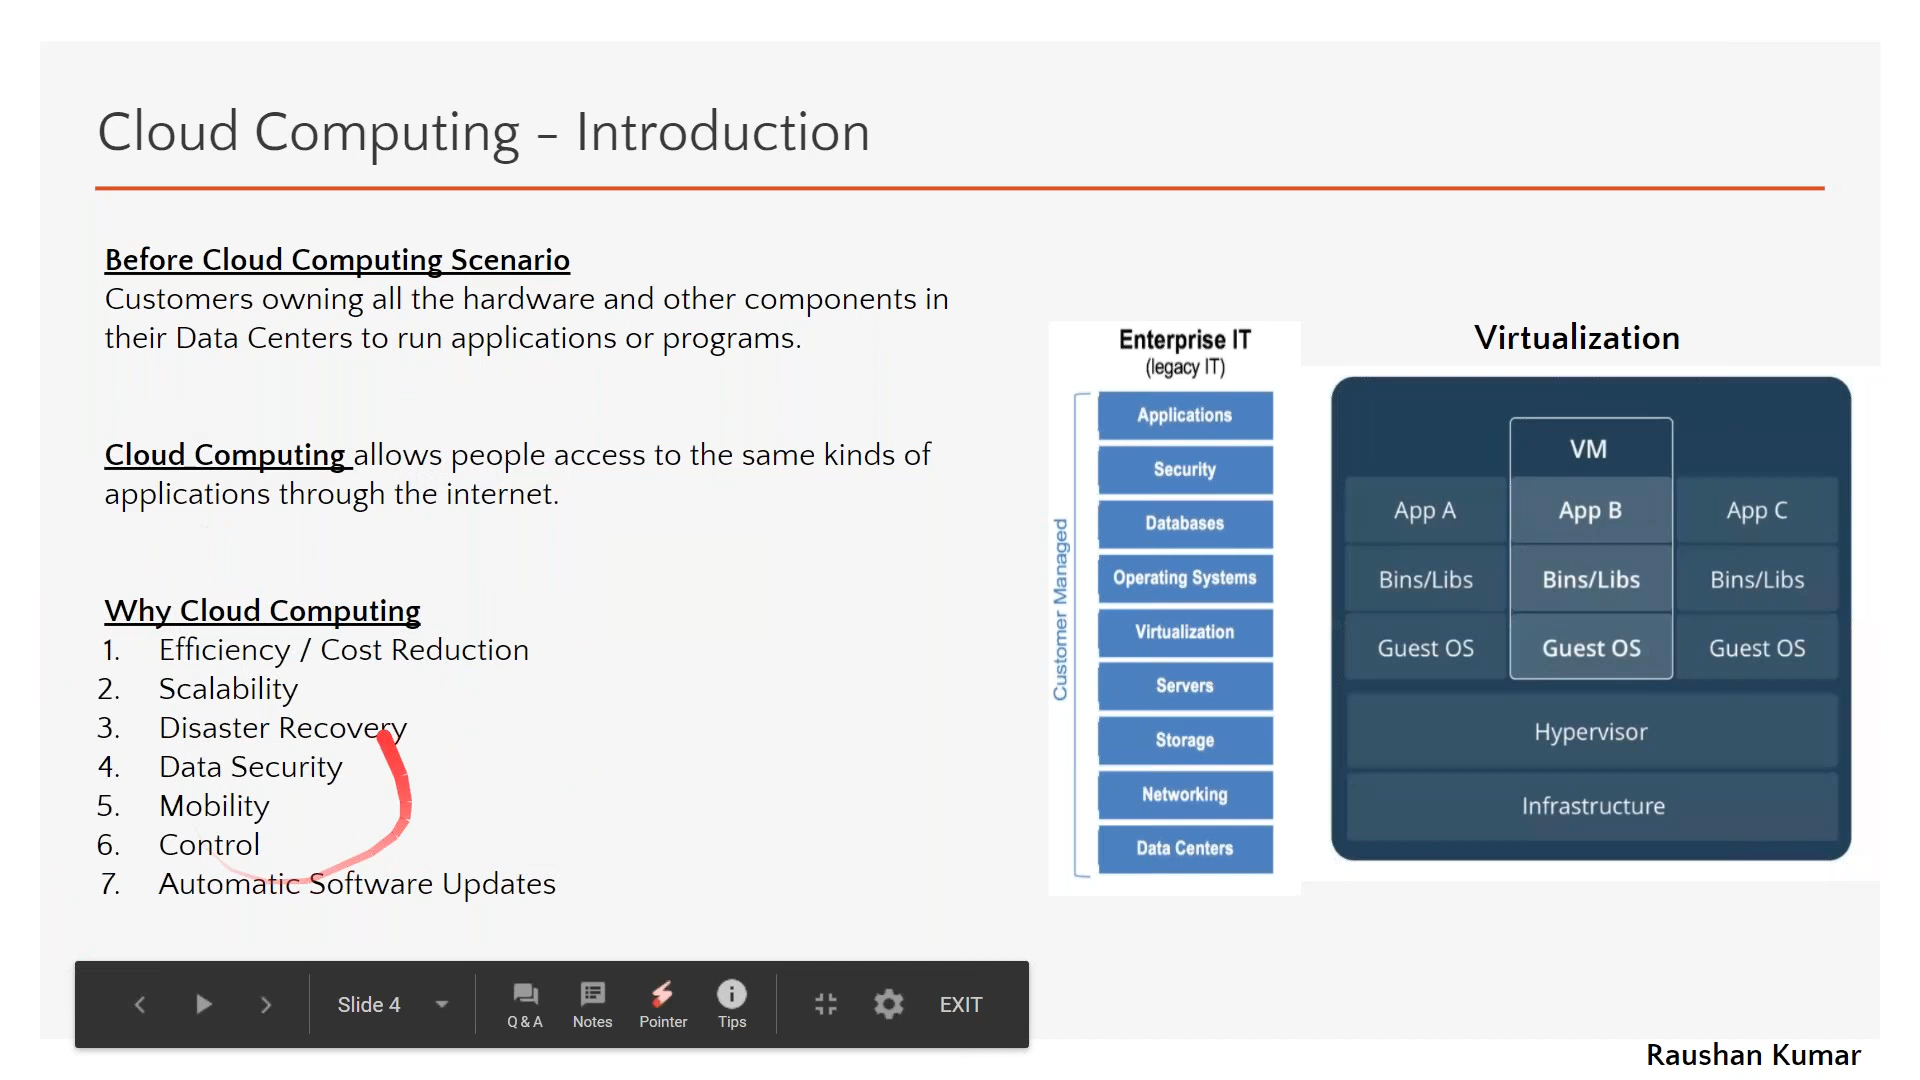 Cloud Computing – Introduction
Before Cloud Computing Scenario
Customers owning all the hardware and other components in
their Data Centers to run applications or programs.
Cloud Computing allows people access to the same kinds of
applications through the internet.
Why Cloud Computing
1. Efficiency / Cost Reduction
2. Scalability
3. Disaster Recovery
4. Data Security
5. Mobility
6. Control
7. Automatic Software Updates
Enterprise IT
(legacy IT)
Customer Managed
Applications
Security
Databases
Operating Systems
Virtualization
Servers
Storage
Networking
Data Centers
Virtualization
VM
App A App B App C
Bins/Libs Bins/Libs Bins/Libs
Guest OS Guest OS Guest OS
Hypervisor
Infrastructure
Slide 4
Q & A Notes Pointer Tips
EXIT
Raushan Kumar